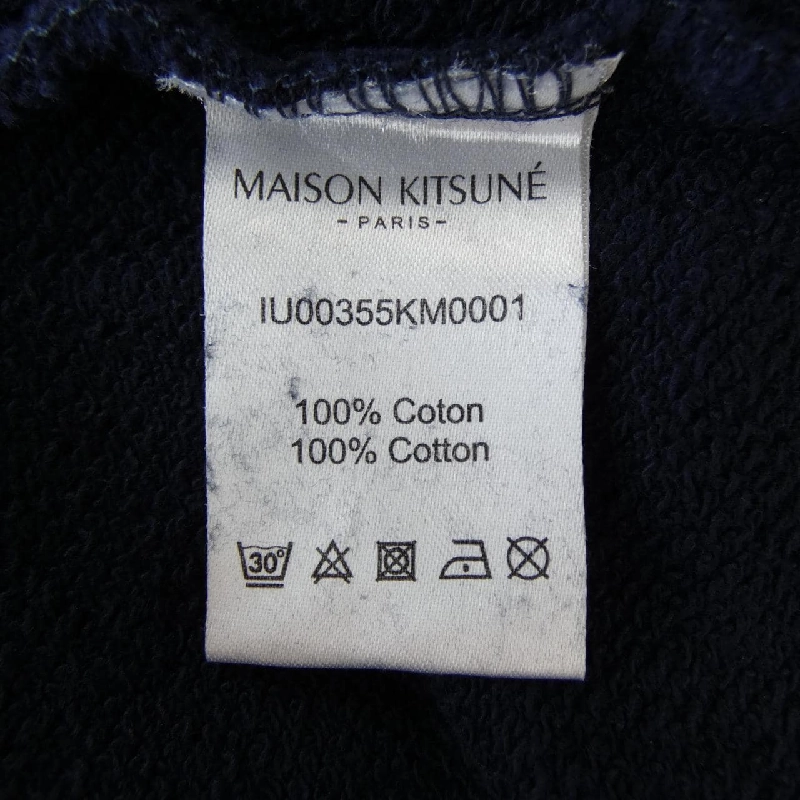 MAISON KITSUNÉ
- PARIS -
IU00355KM0001
100% Coton
100% Cotton
30°